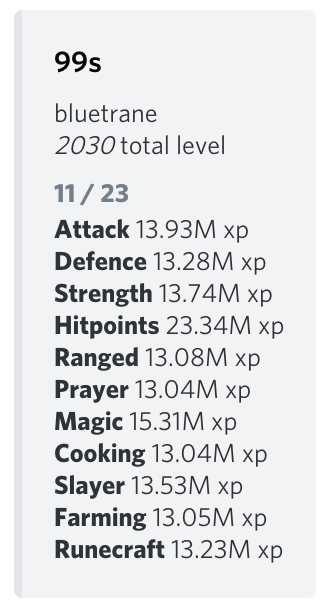 99s
bluetrane
2030 total level
11 / 23
Attack 13.93M xp
Defence 13.28M xp
Strength 13.74M xp
Hitpoints 23.34M xp
Ranged 13.08M xp
Prayer 13.04M xp
Magic 15.31M xp
Cooking 13.04M xp
Slayer 13.53M xp
Farming 13.05M xp
Runecraft 13.23M xp